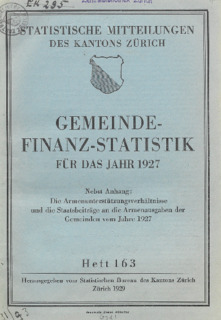 EK 295
STATISTISCHE MITTEILUNGEN
DES KANTONS ZÜRICH
GEMEINDE-
FINANZ-STATISTIK
FÜR DAS JAHR 1927
Nebst Anhang:
Die Armenunterstützungsverhältnisse
und die Staatsbeiträge an die Armenausgaben der
Gemeinden vom Jahre 1927
Heft 163
Herausgegeben vom Statistischen Bureau des Kantons Zürich
Zürich 1929